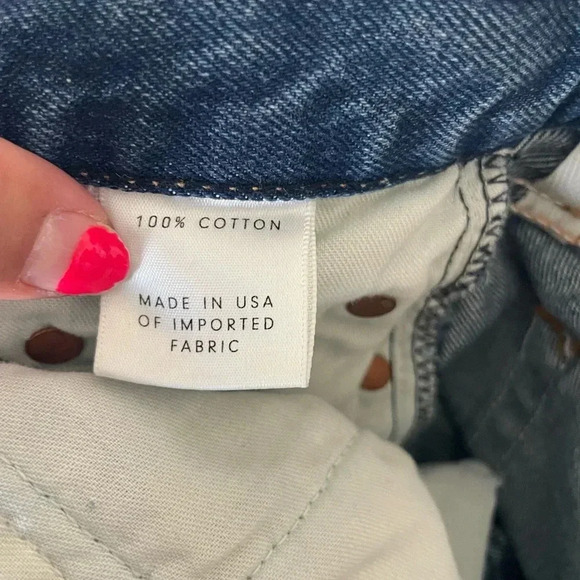 100% COTTON
MADE IN USA
OF IMPORTED
FABRIC